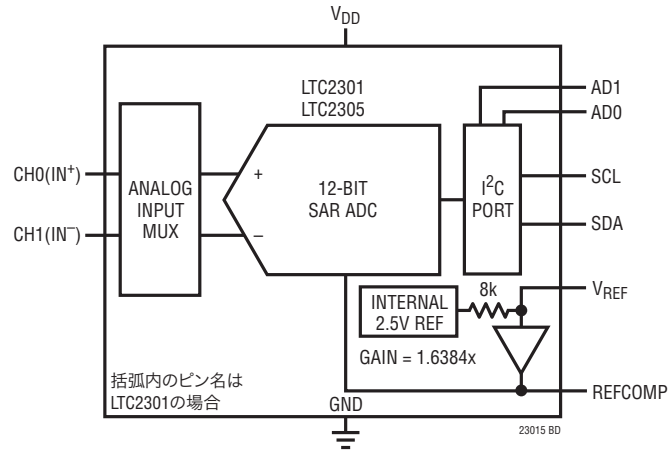 VDD
LTC2301
LTC2305
AD1
AD0
CH0(IN+)
CH1(IN–)
ANALOG
INPUT
MUX
+
–
12-BIT
SAR ADC
I2C
PORT
SCL
SDA
INTERNAL
2.5V REF
8k
VREF
GAIN = 1.6384x
括弧内のピン名は
LTC2301の場合
GND
REFCOMP
23015 BD